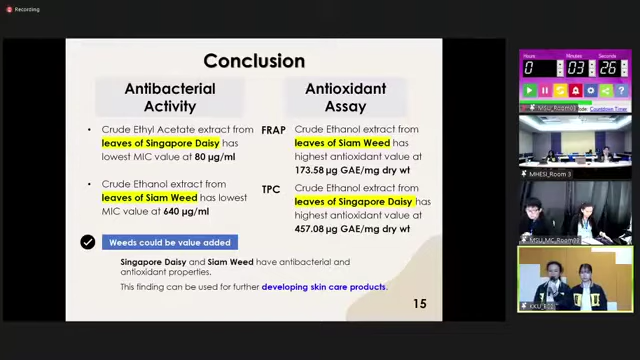 Recording
Conclusion
Antibacterial
Activity
• Crude Ethyl Acetate extract from
leaves of Singapore Daisy has
lowest MIC value at 80 µg/ml
• Crude Ethanol extract from
leaves of Siam Weed has lowest
MIC value at 640 µg/ml
Antioxidant
Assay
FRAP
Crude Ethanol extract from
leaves of Siam Weed has
highest antioxidant value at
173.58 µg GAE/mg dry wt
TPC
Crude Ethanol extract from
leaves of Singapore Daisy has
highest antioxidant value at
457.08 µg GAE/mg dry wt
Weeds could be value added
Singapore Daisy and Siam Weed have antibacterial and
antioxidant properties.
This finding can be used for further developing skin care products.
15
Hours Minutes Seconds
0 03 26
Countdown Timer
MHESI_Room 3